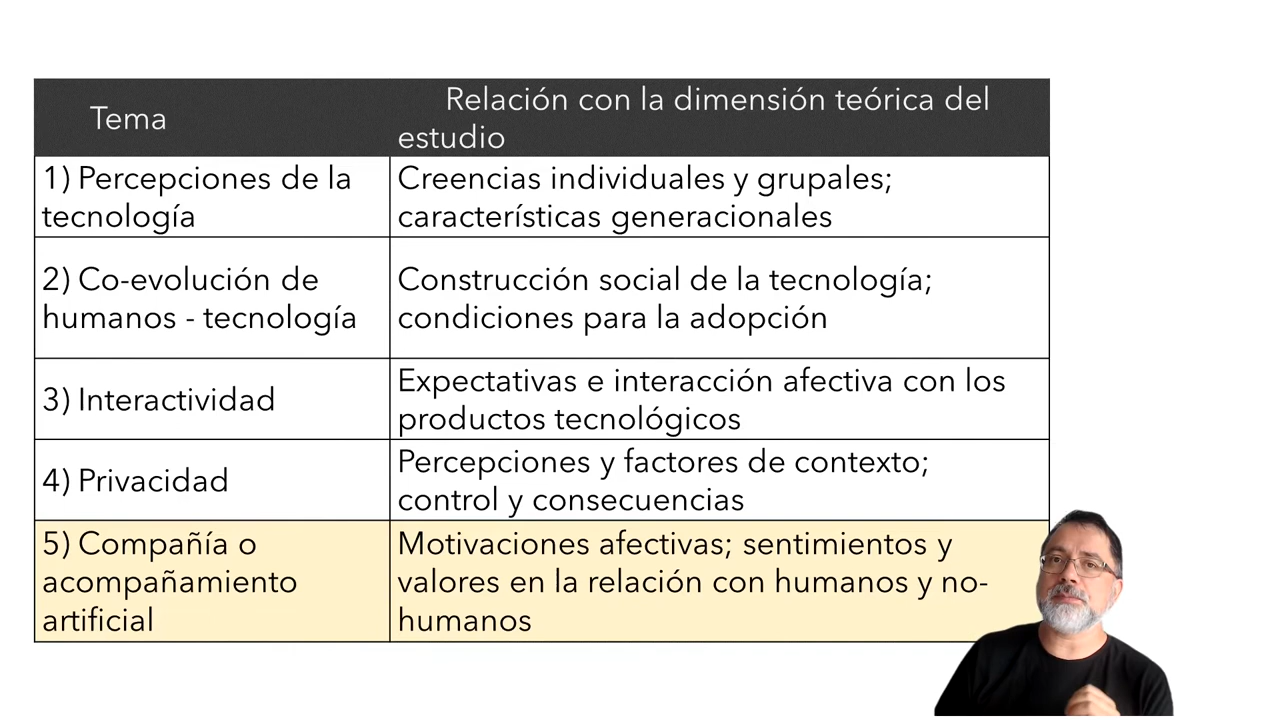 Tema
Relación con la dimensión teórica del
estudio
1) Percepciones de la
tecnología
Creencias individuales y grupales;
características generacionales
2) Co-evolución de
humanos - tecnología
Construcción social de la tecnología;
condiciones para la adopción
3) Interactividad
Expectativas e interacción afectiva con los
productos tecnológicos
4) Privacidad
Percepciones y factores de contexto;
control y consecuencias
5) Compañía o
acompañamiento
artificial
Motivaciones afectivas; sentimientos y
valores en la relación con humanos y no-
humanos